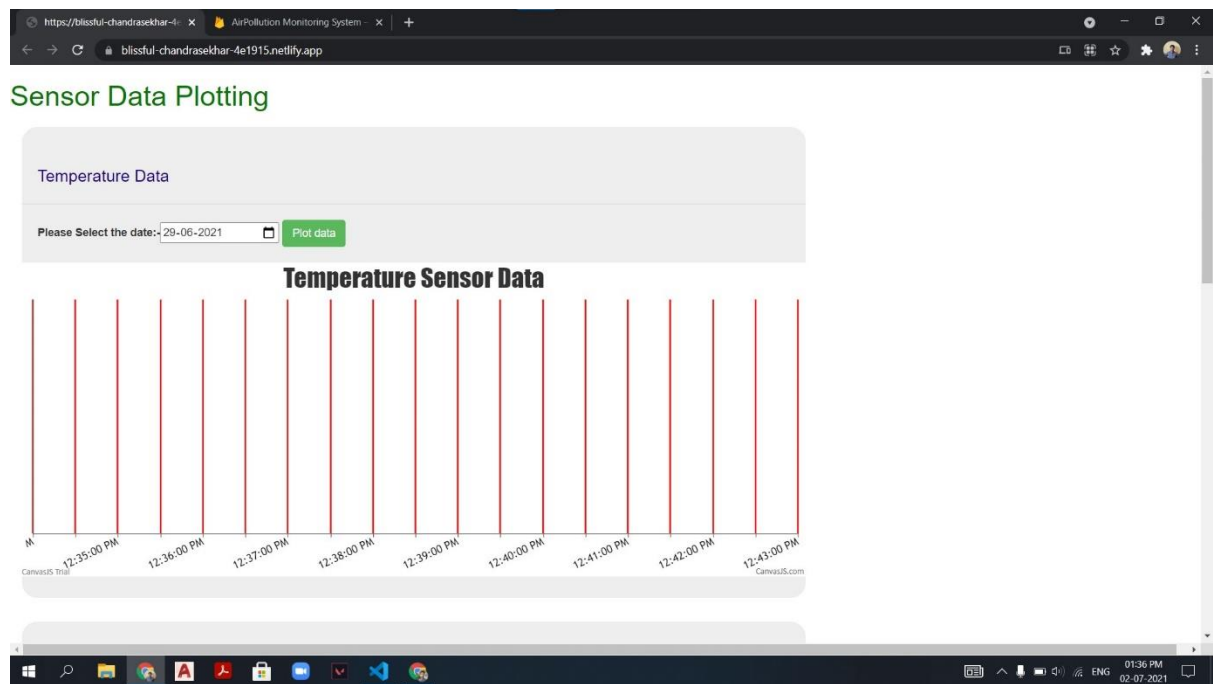 https://blissful-chandrasekhar-4e
AirPollution Monitoring System -
blissful-chandrasekhar-4e1915.netlify.app
Sensor Data Plotting
Temperature Data
Please Select the date:- 29-06-2021 Plot data
Temperature Sensor Data
M 12:35:00 PM 12:36:00 PM 12:37:00 PM 12:38:00 PM 12:39:00 PM 12:40:00 PM 12:41:00 PM 12:42:00 PM 12:43:00 PM
CanvasJS Trial CanvasJS.com
ENG 01:36 PM
02-07-2021